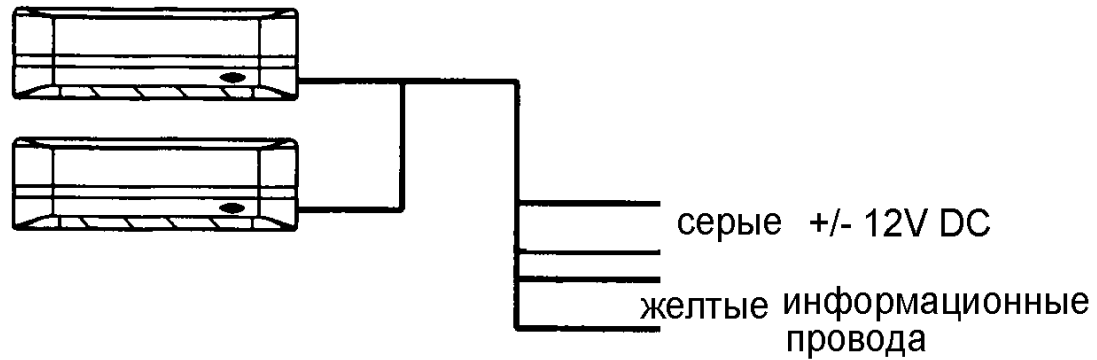 серые +/- 12V DC
желтые информационные
провода